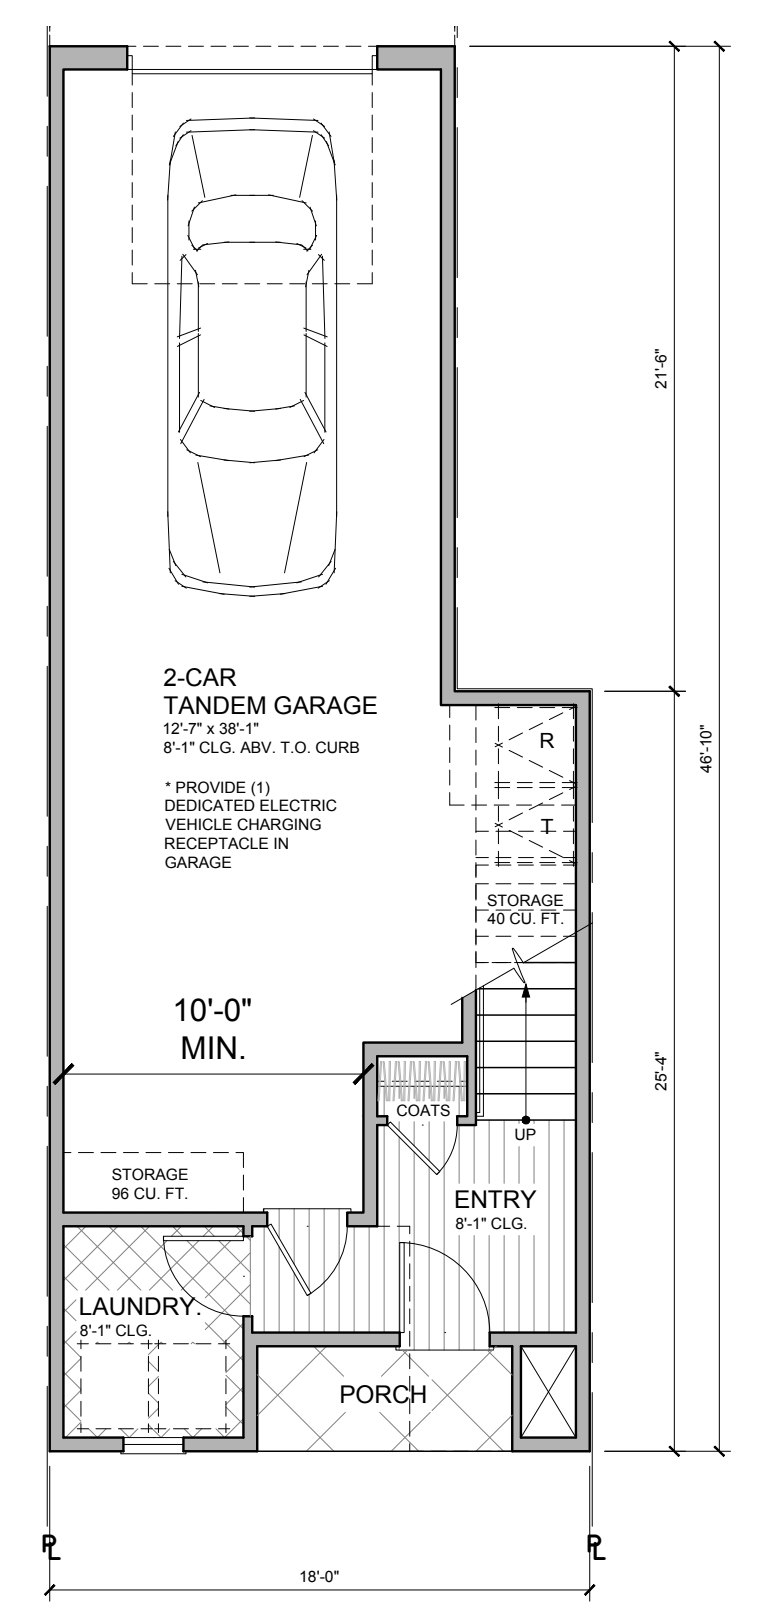 21'-6"
2-CAR
TANDEM GARAGE
12'-7" x 38'-1"
8'-1" CLG. ABV. T.O. CURB
* PROVIDE (1)
DEDICATED ELECTRIC
VEHICLE CHARGING
RECEPTACLE IN
GARAGE
R
T
46'-10"
STORAGE
40 CU. FT.
10'-0"
MIN.
25'-4"
COATS
UP
STORAGE
96 CU. FT.
ENTRY
8'-1" CLG.
LAUNDRY.
8'-1" CLG.
PORCH
PL
PL
18'-0"